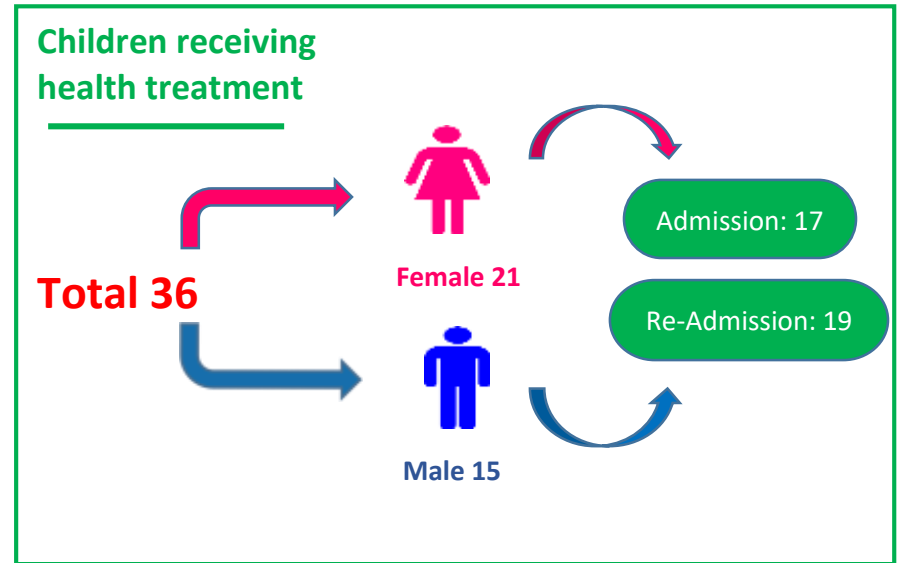 Children receiving
health treatment
Total 36
Female 21
Male 15
Admission: 17
Re-Admission: 19